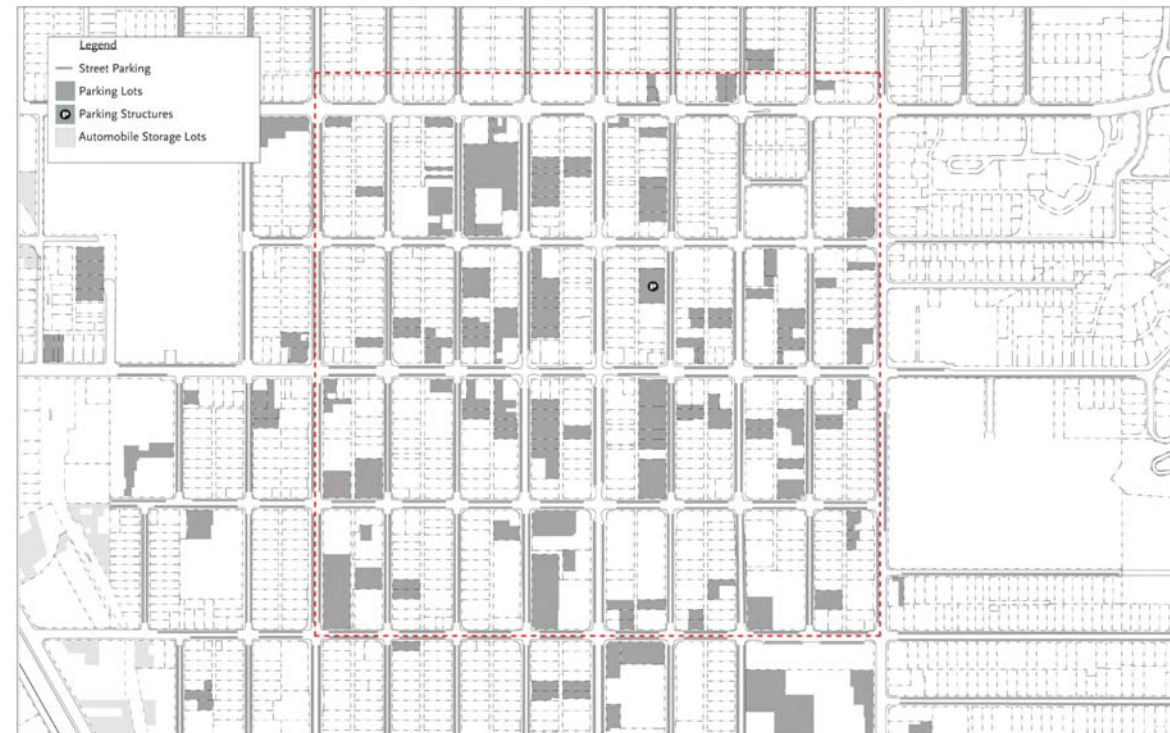 Legend
Street Parking
Parking Lots
P Parking Structures
Automobile Storage Lots
P